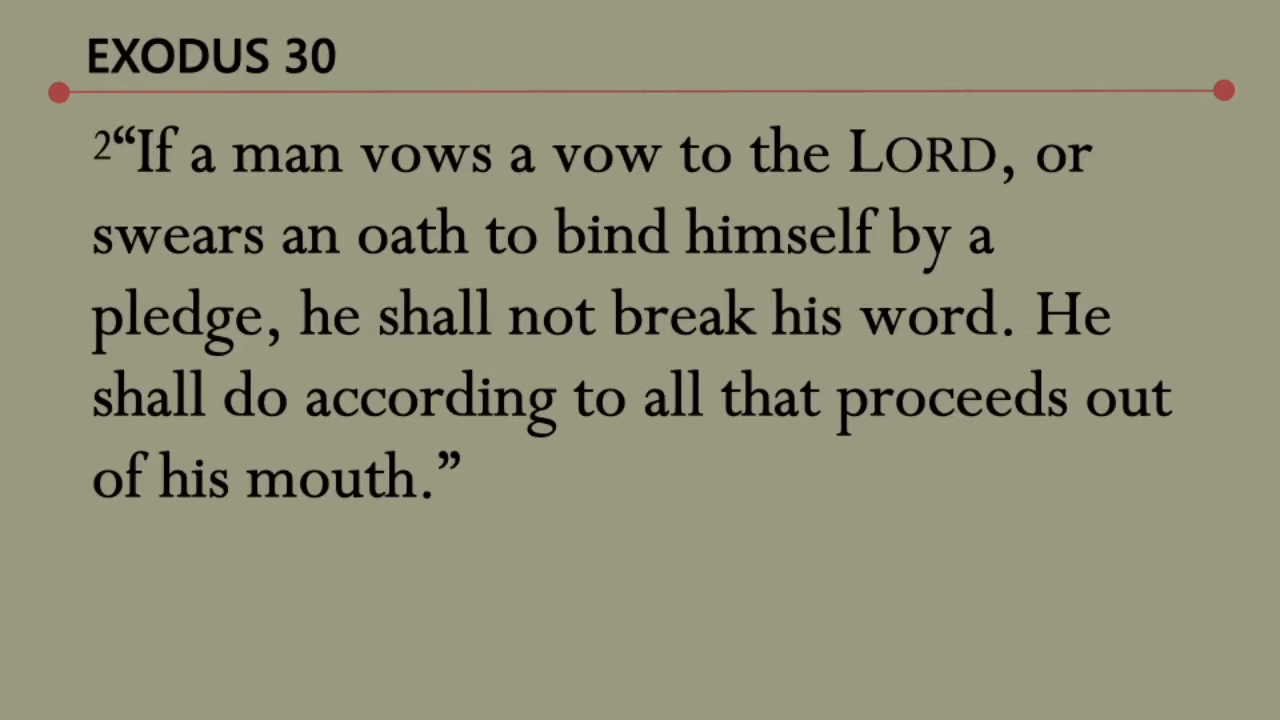 EXODUS 30
2“If a man vows a vow to the LORD, or
swears an oath to bind himself by a
pledge, he shall not break his word. He
shall do according to all that proceeds out
of his mouth.”